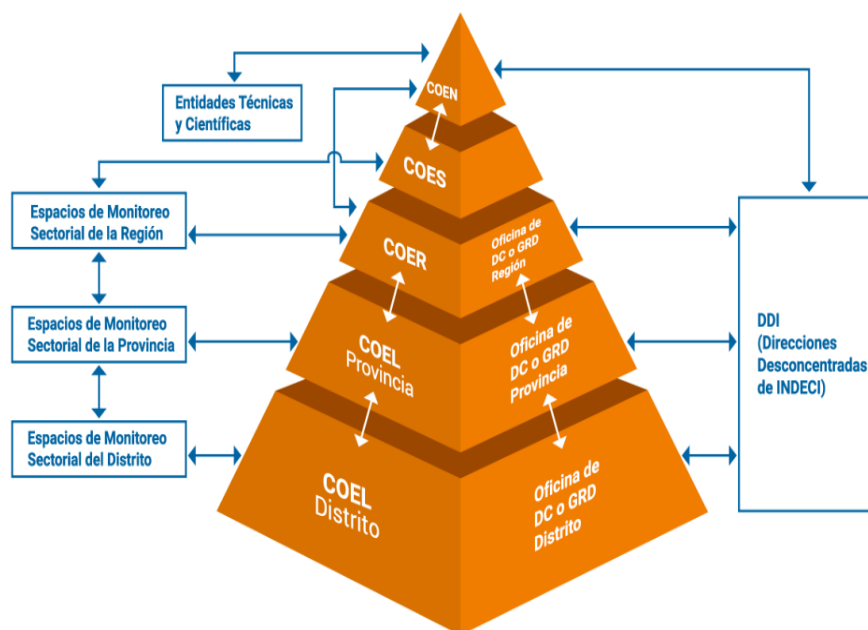 COEN
Entidades Técnicas
y Científicas
COES
Espacios de Monitoreo
Sectorial de la Región
COER
Oficina de
DC o GRD
Región
Espacios de Monitoreo
Sectorial de la Provincia
COEL
Provincia
Oficina de
DC o GRD
Provincia
DDI
(Direcciones
Desconcentradas
de INDECI)
Espacios de Monitoreo
Sectorial del Distrito
COEL
Distrito
Oficina de
DC o GRD
Distrito